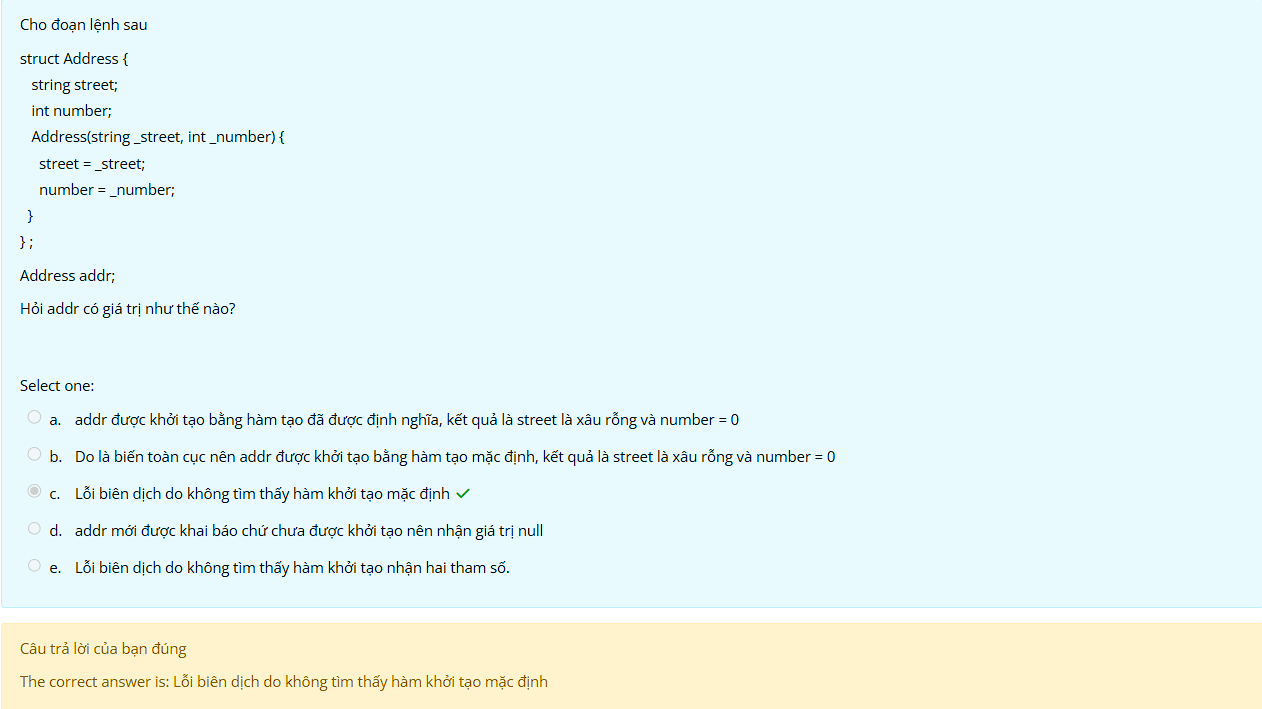 Cho đoạn lệnh sau
struct Address {
string street;
int number;
Address(string _street, int _number) {
street = _street;
number = _number;
}
};
Address addr;
Hỏi addr có giá trị như thế nào?
Select one:
a. addr được khởi tạo bằng hàm tạo đã được định nghĩa, kết quả là street là xâu rỗng và number = 0
b. Do là biến toàn cục nên addr được khởi tạo bằng hàm tạo mặc định, kết quả là street là xâu rỗng và number = 0
c. Lỗi biên dịch do không tìm thấy hàm khởi tạo mặc định
d. addr mới được khai báo chứ chưa được khởi tạo nên nhận giá trị null
e. Lỗi biên dịch do không tìm thấy hàm khởi tạo nhận hai tham số.
Câu trả lời của bạn đúng
The correct answer is: Lỗi biên dịch do không tìm thấy hàm khởi tạo mặc định